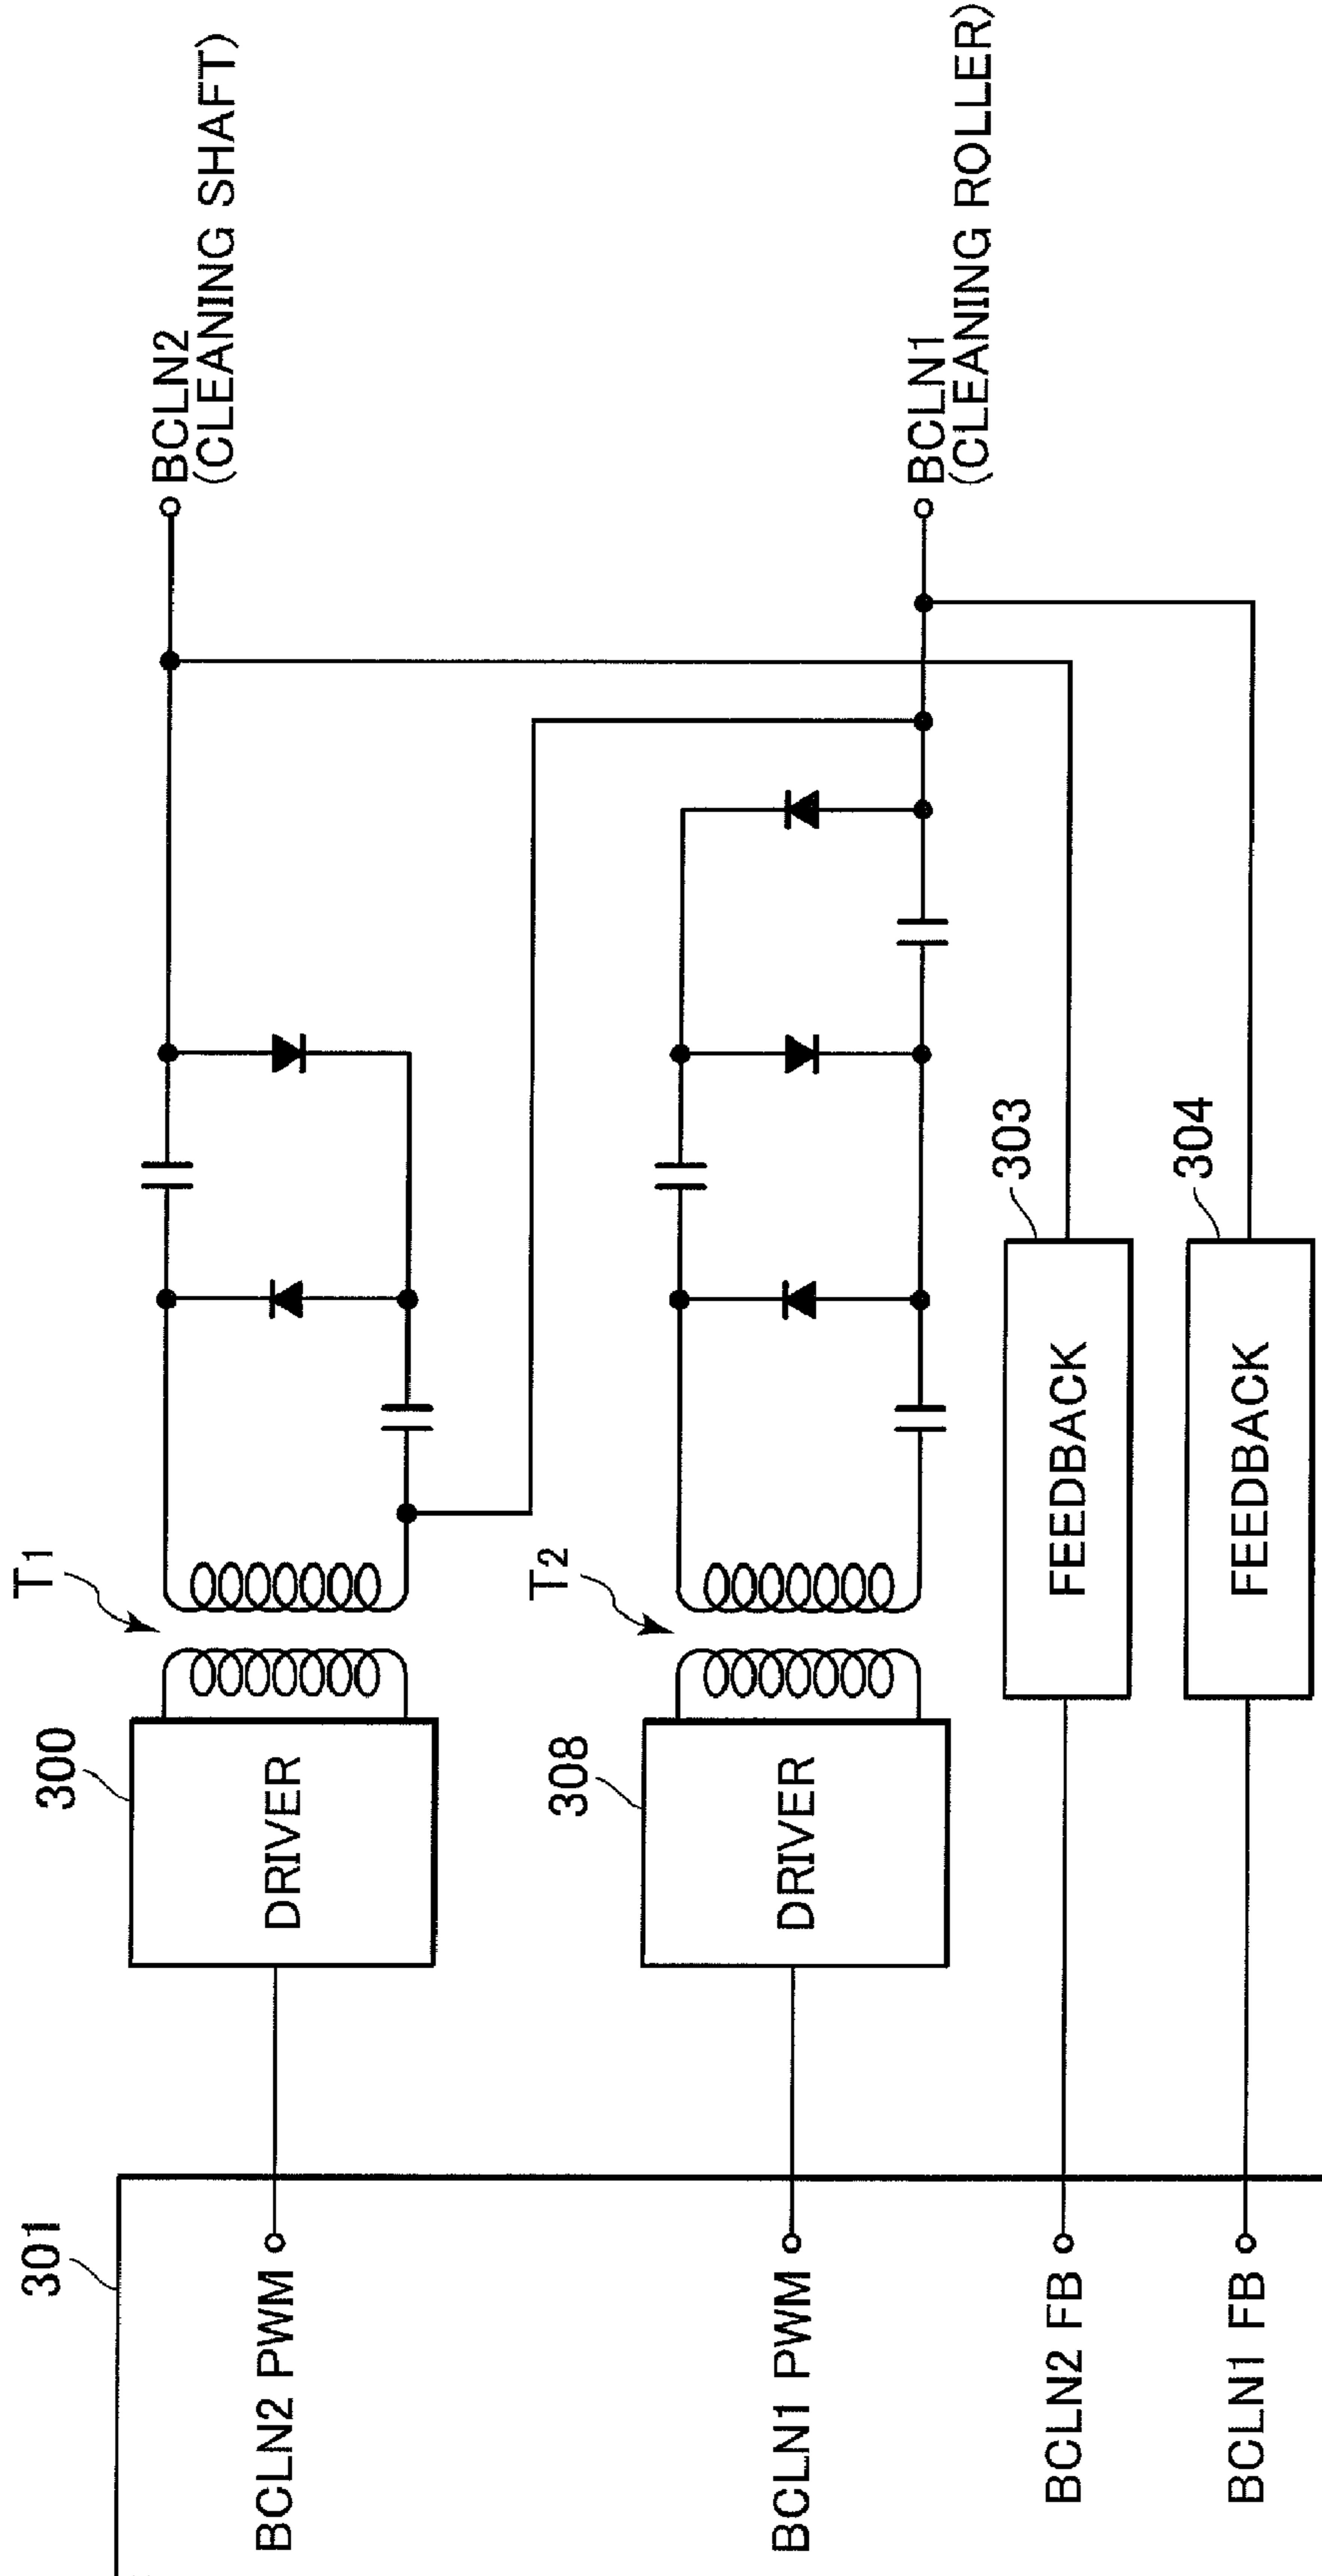 301
BCLN2 PWM
BCLN1 PWM
BCLN2 FB
BCLN1 FB
300
DRIVER
308
DRIVER
T1
T2
303
FEEDBACK
304
FEEDBACK
BCLN2
(CLEANING SHAFT)
BCLN1
(CLEANING ROLLER)